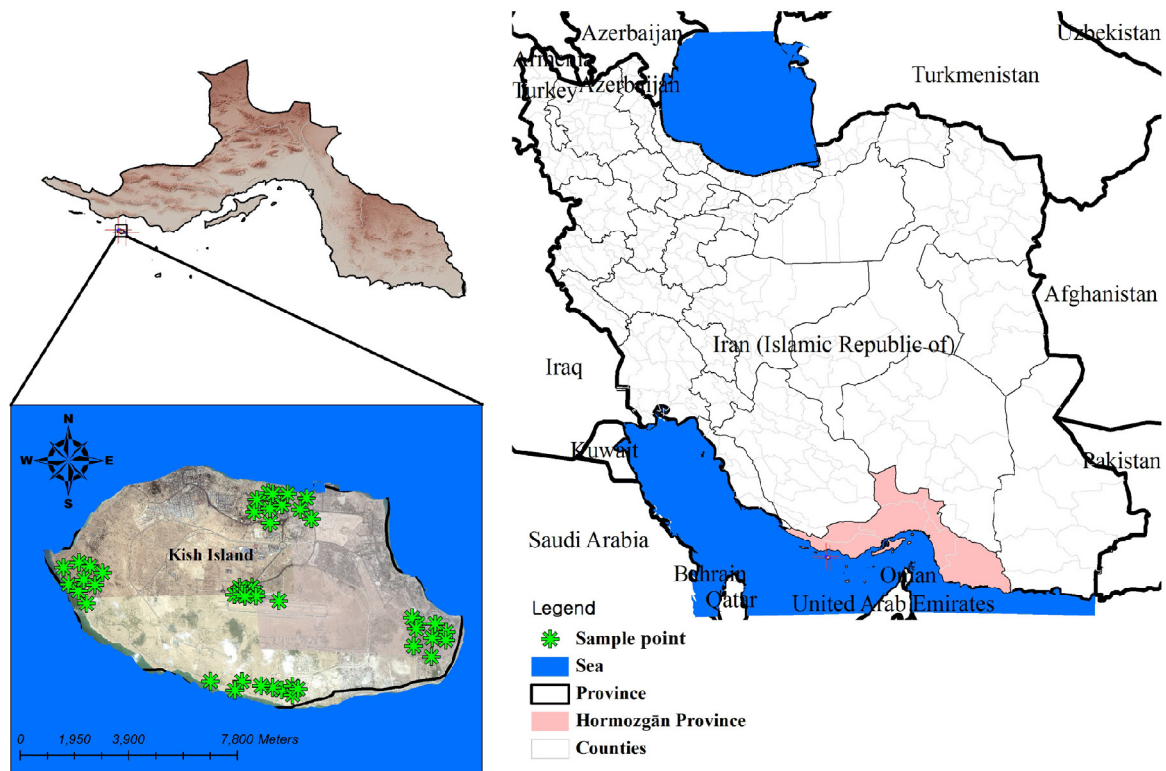 N
W
E
S
Kish Island
0 1,950 3,900 7,800 Meters
Azerbaijan
Uzbekistan
Armenia
Turkey
Azerbaijan
Turkmenistan
Afghanistan
Iran (Islamic Republic of)
Iraq
Kuwait
Pakistan
Saudi Arabia
Bahrain
Oman
Qatar
United Arab Emirates
Legend
Sample point
Sea
Province
Hormozgān Province
Counties